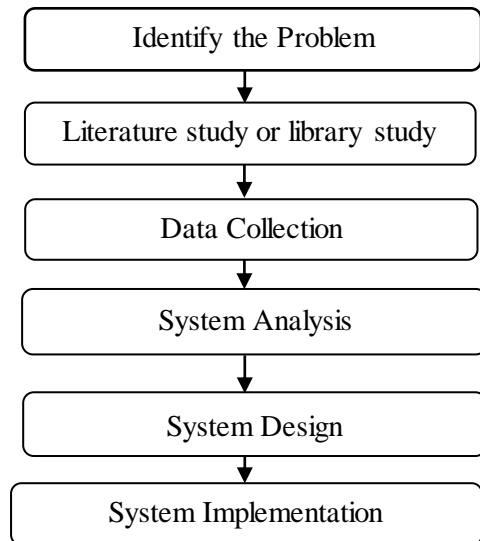 Identify the Problem
Literature study or library study
Data Collection
System Analysis
System Design
System Implementation